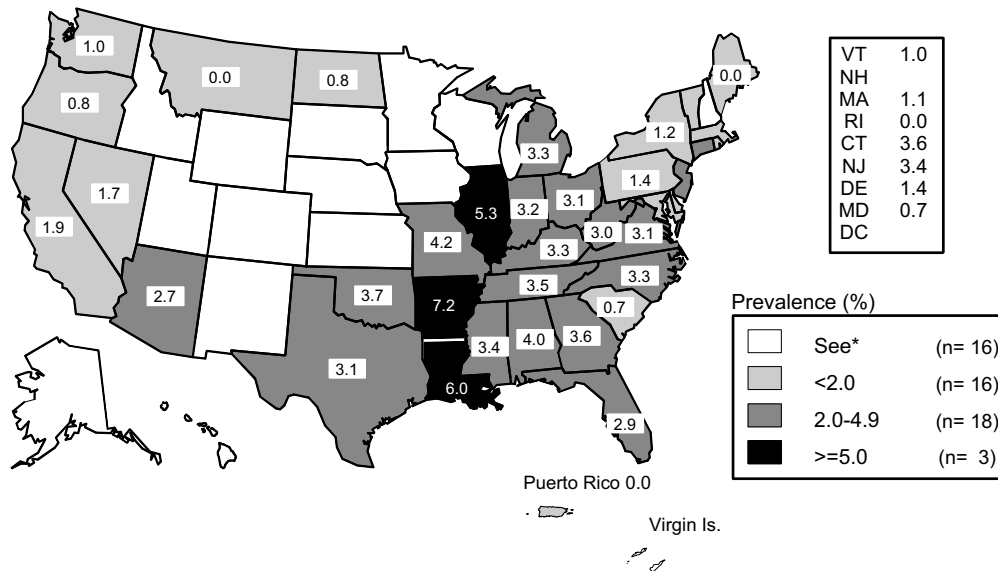 1.0
0.0
0.8
0.0
0.8
1.2
3.3
1.4
1.7
3.1
3.2
5.3
1.9
3.0
3.1
4.2
3.3
3.3
3.5
3.7
2.7
7.2
0.7
3.6
4.0
3.4
3.1
6.0
2.9
VT 1.0
NH
MA 1.1
RI 0.0
CT 3.6
NJ 3.4
DE 1.4
MD 0.7
DC
Prevalence (%)
See* (n= 16)
<2.0 (n= 16)
2.0-4.9 (n= 18)
>=5.0 (n= 3)
Puerto Rico 0.0
Virgin Is.